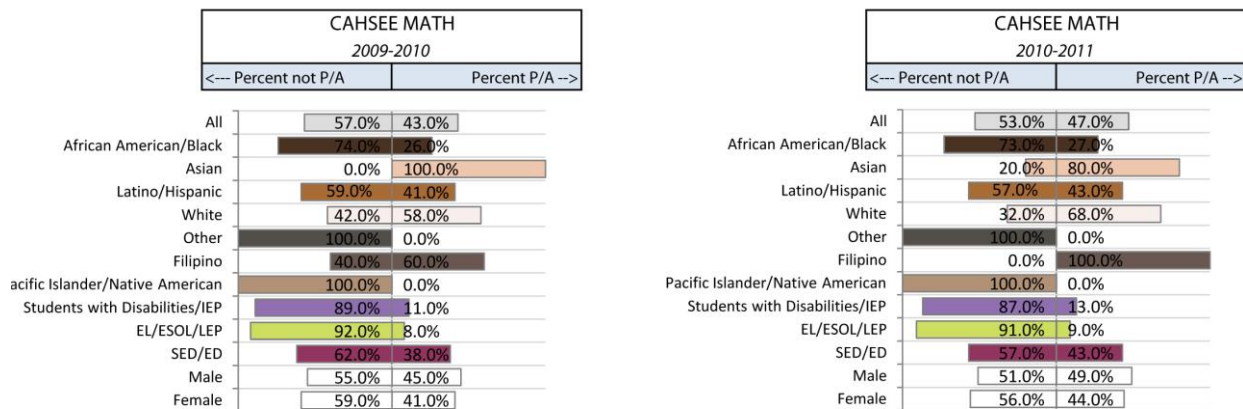 CAHSEE MATH
2009-2010
<--- Percent not P/A Percent P/A -->
All 57.0% 43.0%
African American/Black 74.0% 26.0%
Asian 0.0% 100.0%
Latino/Hispanic 59.0% 41.0%
White 42.0% 58.0%
Other 100.0% 0.0%
Filipino 40.0% 60.0%
acific Islander/Native American 100.0% 0.0%
Students with Disabilities/IEP 89.0% 11.0%
EL/ESOL/LEP 92.0% 8.0%
SED/ED 62.0% 38.0%
Male 55.0% 45.0%
Female 59.0% 41.0%
CAHSEE MATH
2010-2011
<--- Percent not P/A Percent P/A -->
All 53.0% 47.0%
African American/Black 73.0% 27.0%
Asian 20.0% 80.0%
Latino/Hispanic 57.0% 43.0%
White 32.0% 68.0%
Other 100.0% 0.0%
Filipino 0.0% 100.0%
Pacific Islander/Native American 100.0% 0.0%
Students with Disabilities/IEP 87.0% 13.0%
EL/ESOL/LEP 91.0% 9.0%
SED/ED 57.0% 43.0%
Male 51.0% 49.0%
Female 56.0% 44.0%